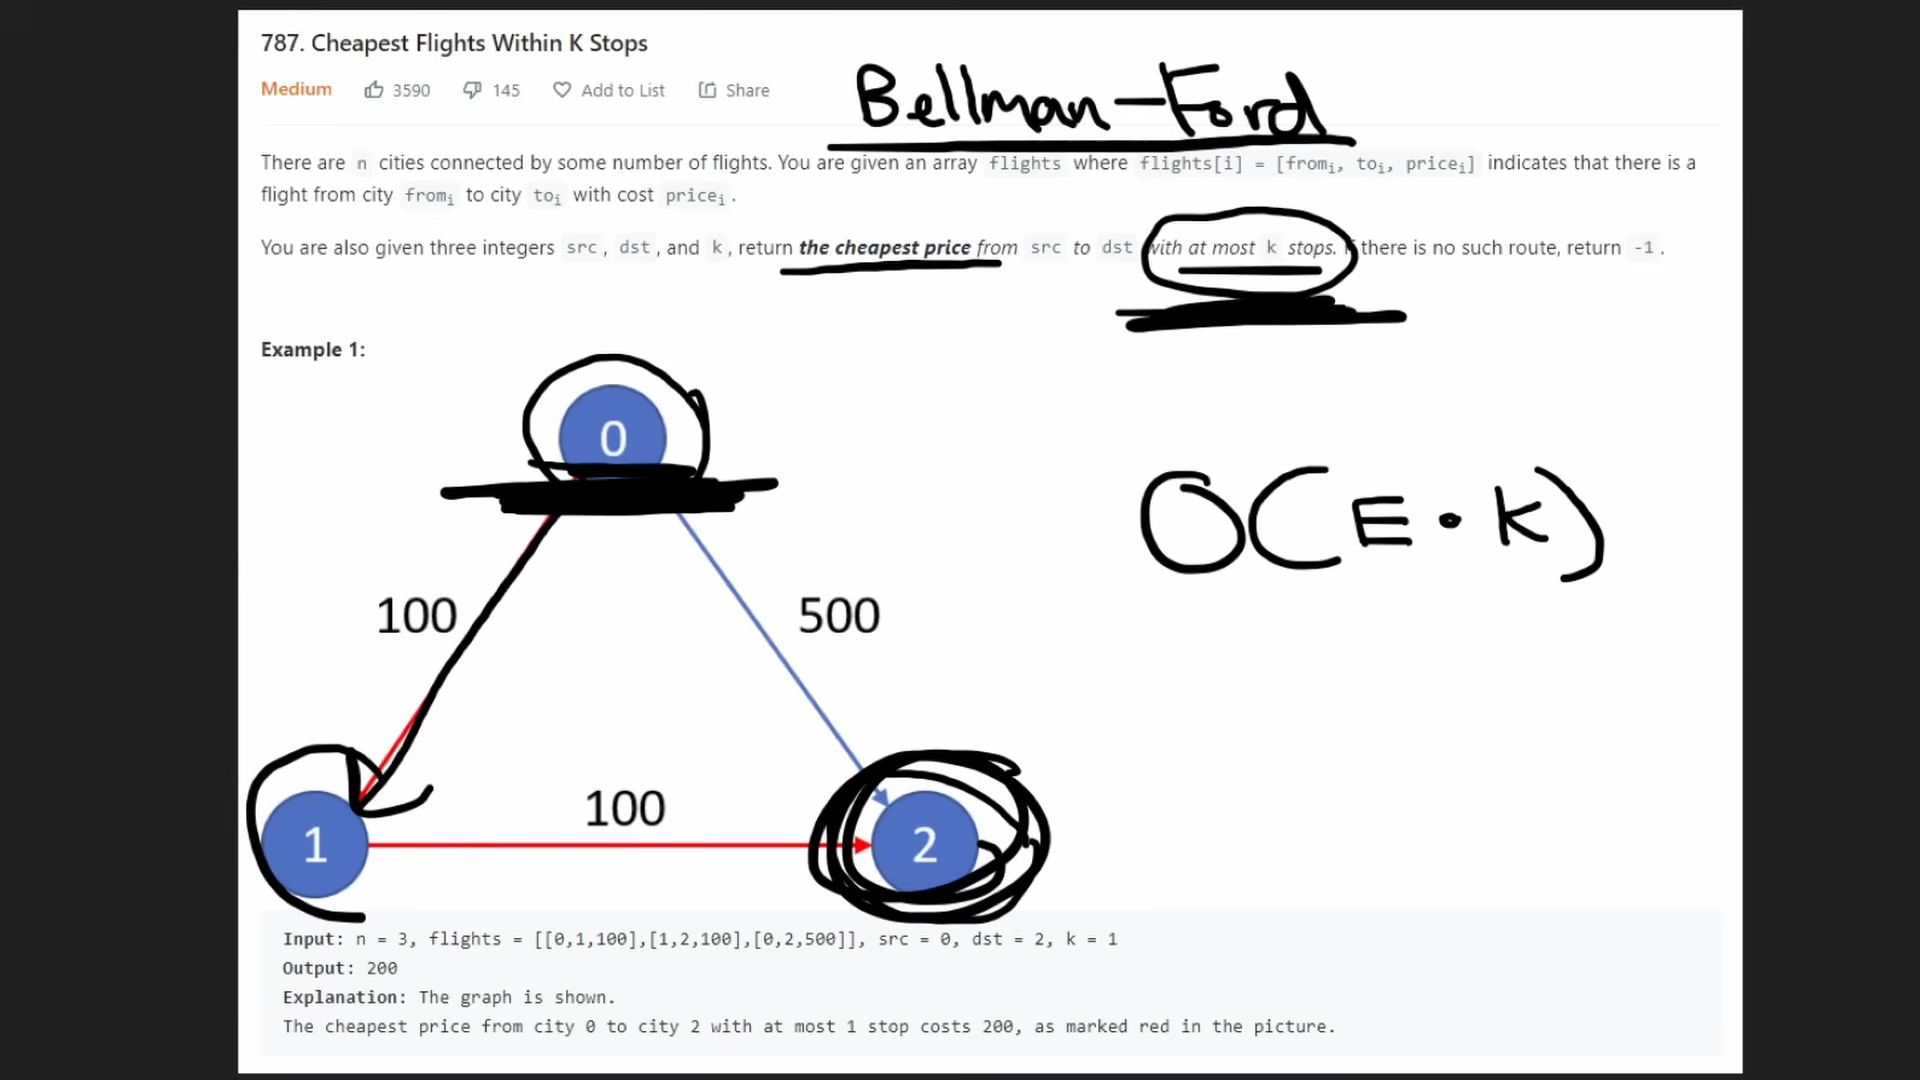 787. Cheapest Flights Within K Stops
Medium 3590 145 Add to List Share
Bellman-Ford
There are n cities connected by some number of flights. You are given an array flights where flights[i] = [fromᵢ, toᵢ, priceᵢ] indicates that there is a
flight from city fromᵢ to city toᵢ with cost priceᵢ.
You are also given three integers src, dst, and k, return the cheapest price from src to dst with at most k stops. there is no such route, return -1.
Example 1:
0
O(E·k)
100
500
100
1
2
Input: n = 3, flights = [[0,1,100],[1,2,100],[0,2,500]], src = 0, dst = 2, k = 1
Output: 200
Explanation: The graph is shown.
The cheapest price from city 0 to city 2 with at most 1 stop costs 200, as marked red in the picture.